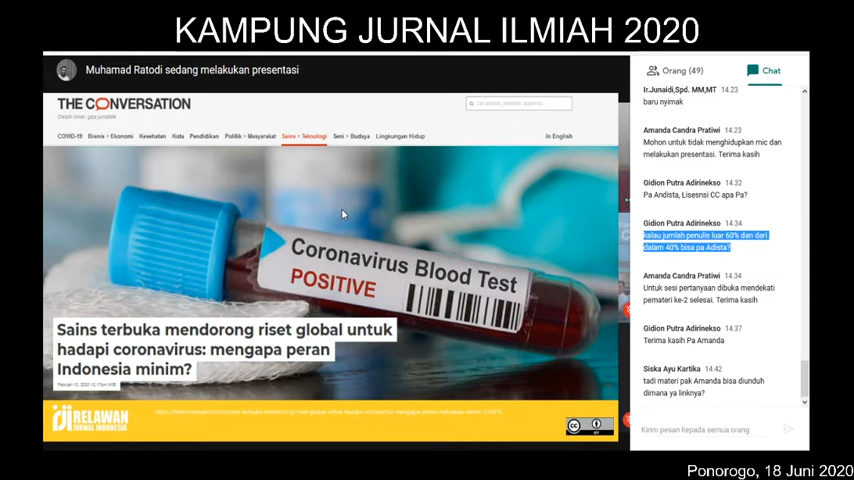 KAMPUNG JURNAL ILMIAH 2020
Muhamad Ratodi sedang melakukan presentasi
THE CONVERSATION
COVID-19 Bisnis + Ekonomi Kesehatan Kota Pendidikan Politik + Masyarakat Sains + Teknologi Seni + Budaya Lingkungan Hidup In English
Coronavirus Blood Test
POSITIVE
Sains terbuka mendorong riset global untuk
hadapi coronavirus: mengapa peran
Indonesia minim?
RELAWAN
JURNAL INDONESIA
cc
BY
Orang (49)
Chat
Ir.Junaidi,Spd. MM,MT 14.23
baru nyimak
Amanda Candra Pratiwi 14.23
Mohon untuk tidak menghidupkan mic dan
melakukan presentasi. Terima kasih
Gidion Putra Adirinekso 14.32
Pa Andista, Lisesnsi CC apa Pa?
Gidion Putra Adirinekso 14.34
kalau jumlah penulis luar 60% dan dari
dalam 40% bisa pa Adista?
Amanda Candra Pratiwi 14.34
Untuk sesi pertanyaan dibuka mendekati
pemateri ke-2 selesai. Terima kasih
Gidion Putra Adirinekso 14.37
Terima kasih Pa Amanda
Siska Ayu Kartika 14.42
tadi materi pak Amanda bisa diunduh
dimana ya linknya?
Kirim pesan kepada semua orang
Ponorogo, 18 Juni 2020